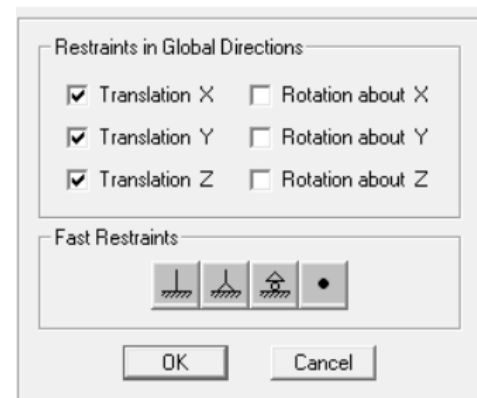 Restraints in Global Directions
Translation X Rotation about X
Translation Y Rotation about Y
Translation Z Rotation about Z
Fast Restraints
OK Cancel